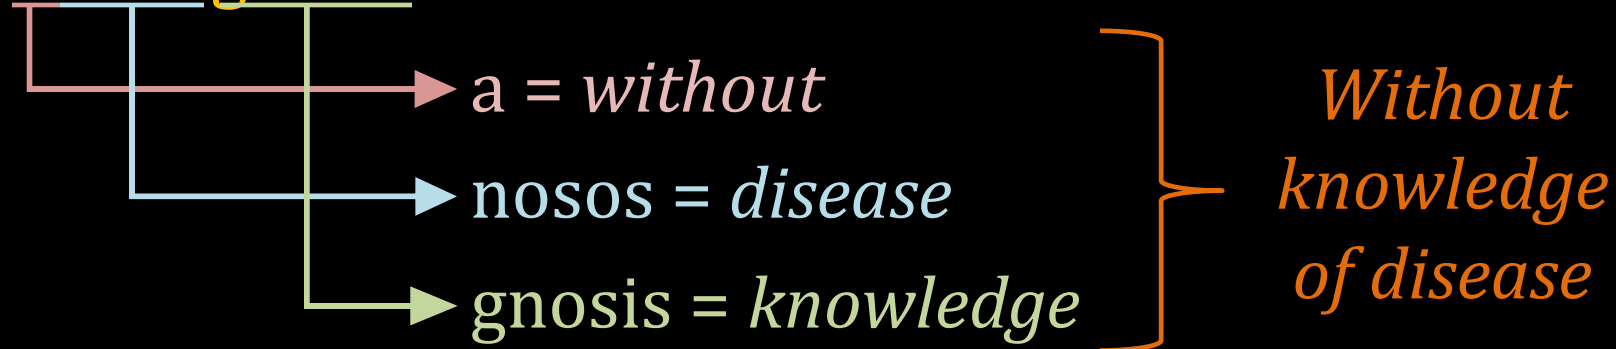 a = without
nosos = disease
gnosis = knowledge
Without
knowledge
of disease